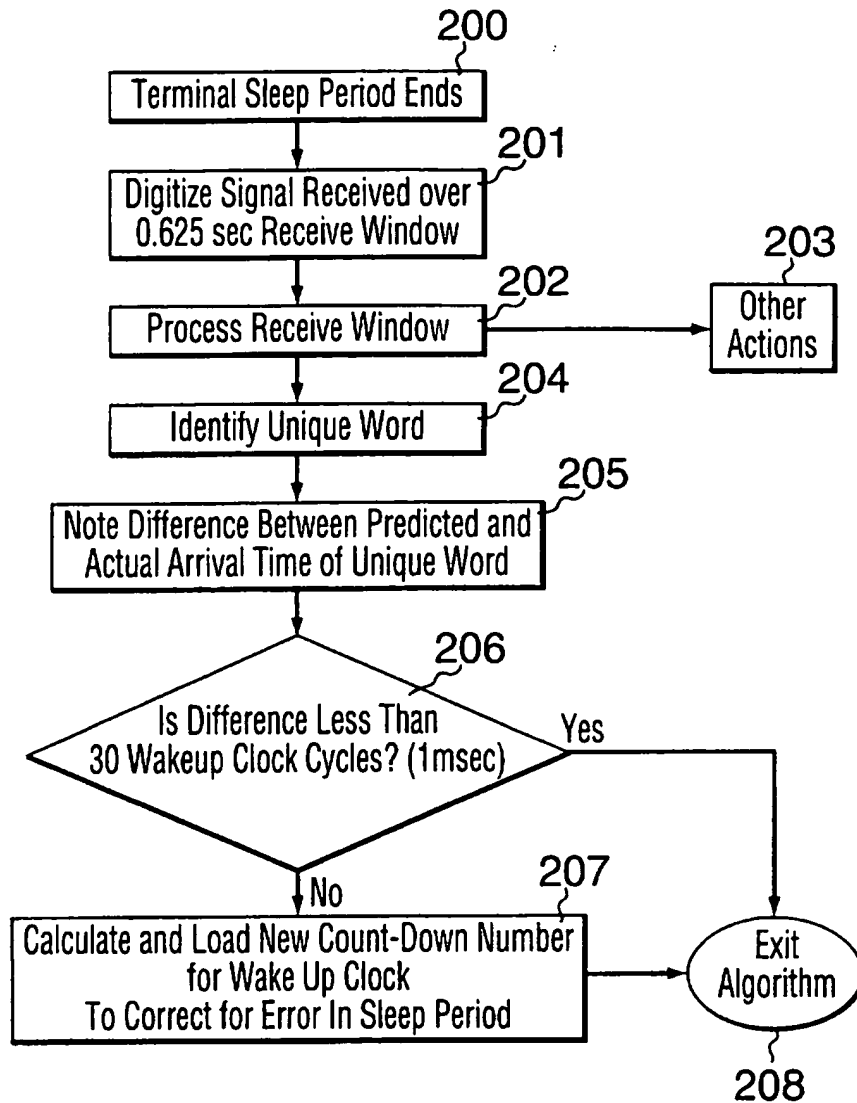 200
Terminal Sleep Period Ends
201
Digitize Signal Received over
0.625 sec Receive Window
202
Process Receive Window
203
Other
Actions
204
Identify Unique Word
205
Note Difference Between Predicted and
Actual Arrival Time of Unique Word
206
Is Difference Less Than
30 Wakeup Clock Cycles? (1msec)
Yes
No
207
Calculate and Load New Count-Down Number
for Wake Up Clock
To Correct for Error In Sleep Period
Exit
Algorithm
208